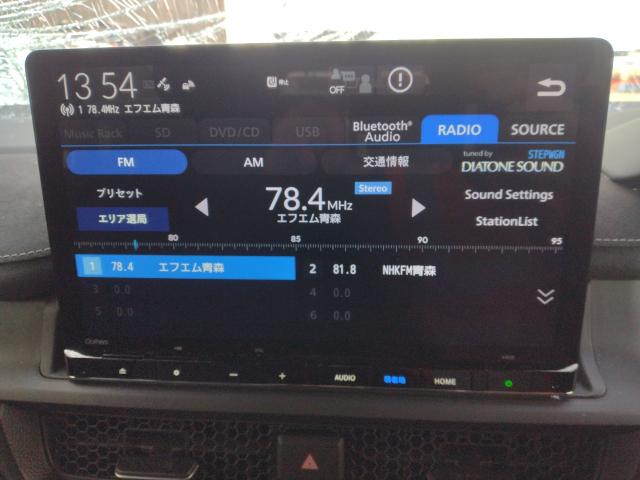 13 54
停止
OFF
1 78.4MHz エフエム青森
Music Rack SD DVD/CD USB Bluetooth® Audio RADIO SOURCE
FM AM 交通情報
tuned by STEPWGN
DIATONE SOUND
プリセット
78.4 MHz Stereo
Sound Settings
エリア選局
エフエム青森
StationList
80 85 90 95
1 78.4 エフエム青森
2 81.8 NHKFM青森
3 0.0
4 0.0
5 0.0
6 0.0
Gathers
AUDIO HOME